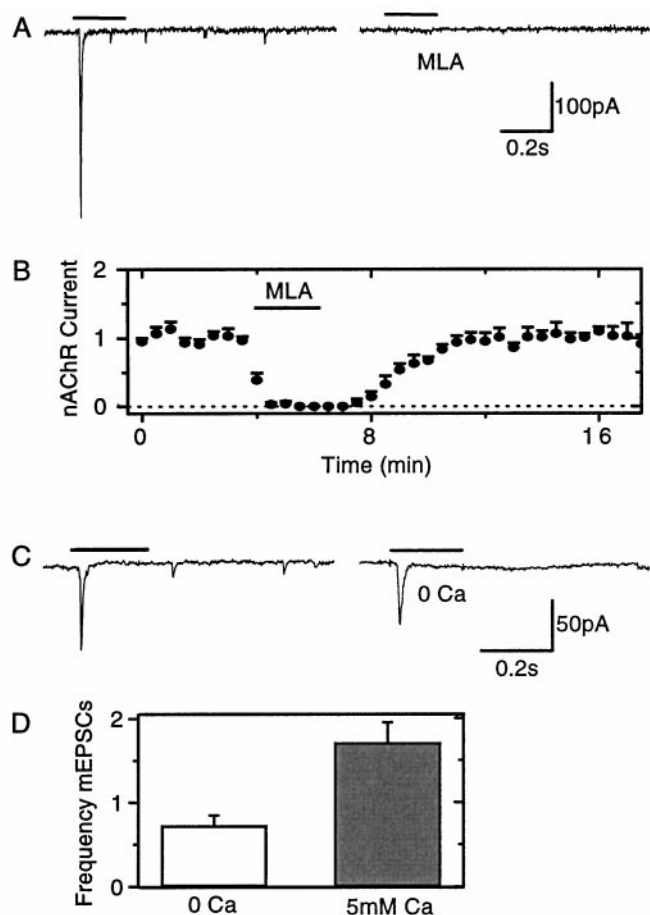 A
MLA
100pA
0.2s
B
2
MLA
1
nAChR Current
0
0 8 16
Time (min)
C
0 Ca
50pA
0.2s
D
2
1
Frequency mEPSCs
0
0 Ca 5mM Ca